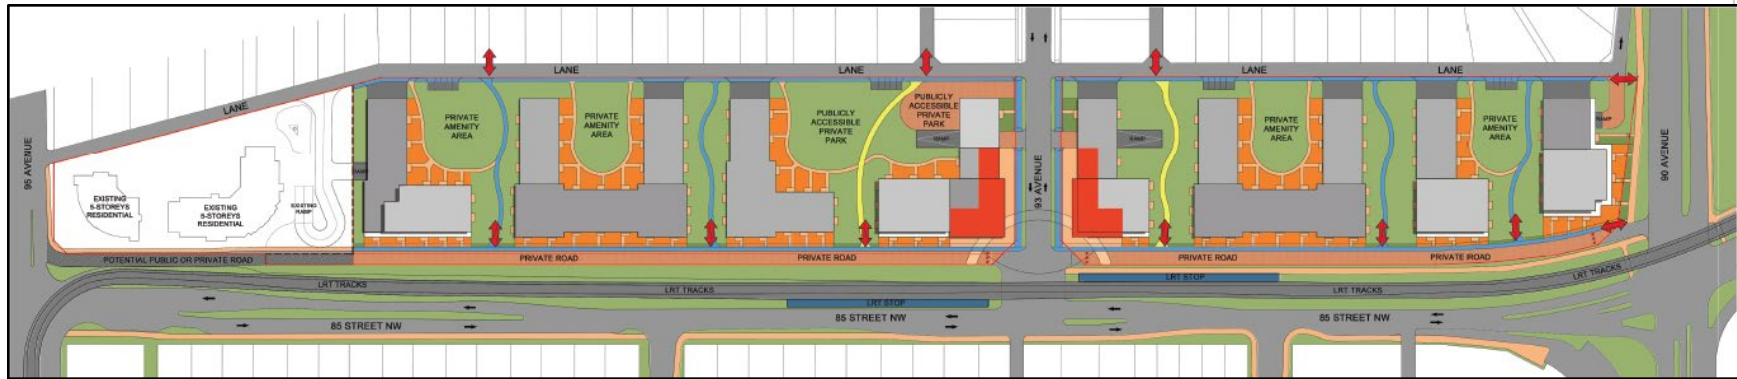 LANE
LANE
LANE
LANE
LANE
95 AVENUE
EXISTING
5-STOREYS
RESIDENTIAL
EXISTING
5-STOREYS
RESIDENTIAL
EXISTING
RAMP
RAMP
PRIVATE
AMENITY
AREA
PRIVATE
AMENITY
AREA
PUBLICLY
ACCESSIBLE
PRIVATE
PARK
PUBLICLY
ACCESSIBLE
PRIVATE
PARK
RAMP
93 AVENUE
RAMP
PRIVATE
AMENITY
AREA
PRIVATE
AMENITY
AREA
RAMP
90 AVENUE
POTENTIAL PUBLIC OR PRIVATE ROAD
PRIVATE ROAD
PRIVATE ROAD
PRIVATE ROAD
PRIVATE ROAD
LRT TRACKS
LRT TRACKS
LRT STOP
LRT STOP
LRT TRACKS
LRT TRACKS
85 STREET NW
85 STREET NW
85 STREET NW